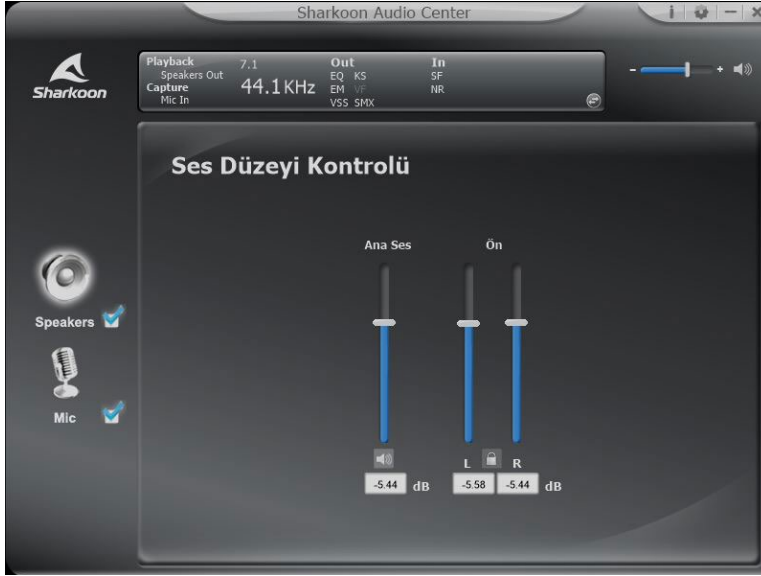 Sharkoon Audio Center
i
Sharkoon
Playback 7.1 Out In
Speakers Out EQ KS SF
Capture 44.1KHz EM VF NR
Mic In VSS SMX
- +
Ses Düzeyi Kontrolü
Ana Ses Ön
Speakers
Mic
L R
-5.44 dB -5.58 -5.44 dB